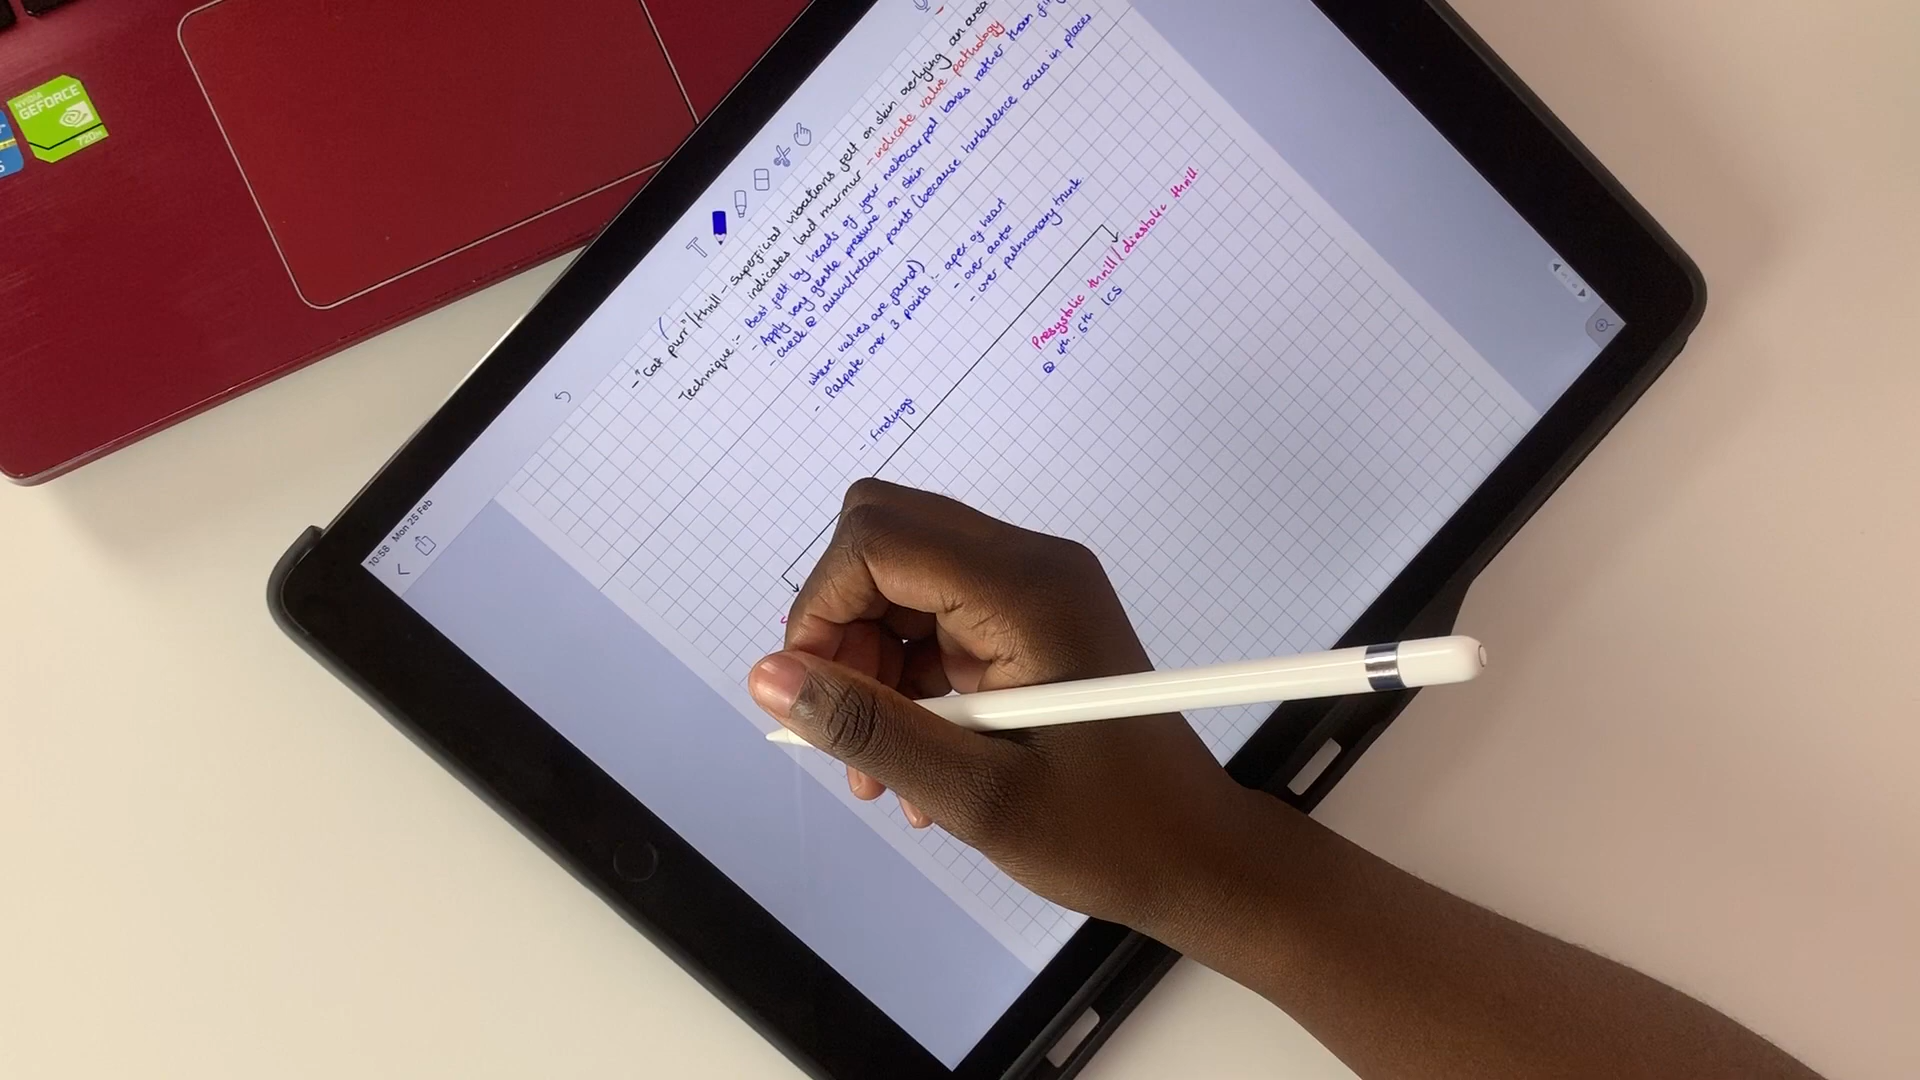 NVIDIA
GEFORCE
720M
10:58 Mon 25 Feb
- "Cat purr"/thrill - superficial vibrations felt on skin overlying an area
indicates loud murmur - indicate valve pathology
Technique :- Best felt by heads of your metacarpal bones rather than
- Apply very gentle pressure on skin
- check @ auscultation points (because turbulence occurs in places
where valves are found)
- Palpate over 3 points :- apex of heart
- over aorta
- over pulmonary trunk
- Findings
Presystolic thrill/diastolic thrill
@ 4th. 5th ICS